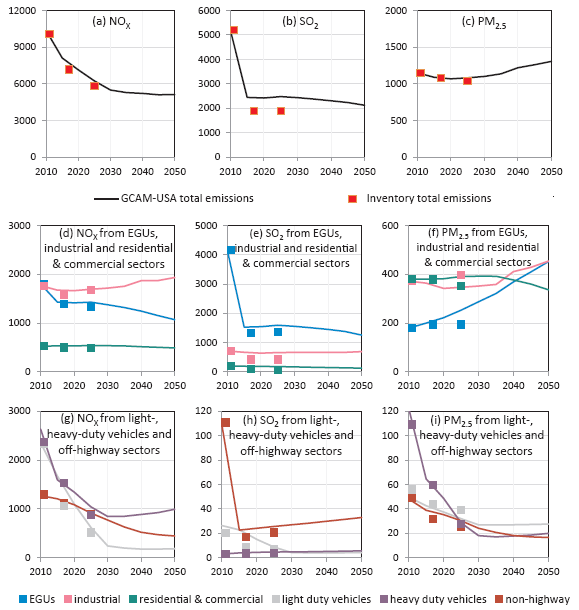 (a) NOX
(b) SO2
(c) PM2.5
12000
9000
6000
3000
0
2010 2020 2030 2040 2050
6000
5000
4000
3000
2000
1000
0
2010 2020 2030 2040 2050
2000
1500
1000
500
0
2010 2020 2030 2040 2050
GCAM-USA total emissions
Inventory total emissions
(d) NOX from EGUs,
industrial and residential
& commercial sectors
3000
2000
1000
0
2010 2020 2030 2040 2050
(e) SO2 from EGUs,
industrial and residential
& commercial sectors
5000
4000
3000
2000
1000
0
2010 2020 2030 2040 2050
(f) PM2.5 from EGUs,
industrial and residential
& commercial sectors
600
400
200
0
2010 2020 2030 2040 2050
(g) NOX from light-,
heavy-duty vehicles and
off-highway sectors
3000
2000
1000
0
2010 2020 2030 2040 2050
(h) SO2 from light-,
heavy-duty vehicles and
off-highway sectors
120
100
80
60
40
20
0
2010 2020 2030 2040 2050
(i) PM2.5 from light-,
heavy-duty vehicles and
off-highway sectors
120
100
80
60
40
20
0
2010 2020 2030 2040 2050
EGUs industrial residential & commercial light duty vehicles heavy duty vehicles non-highway